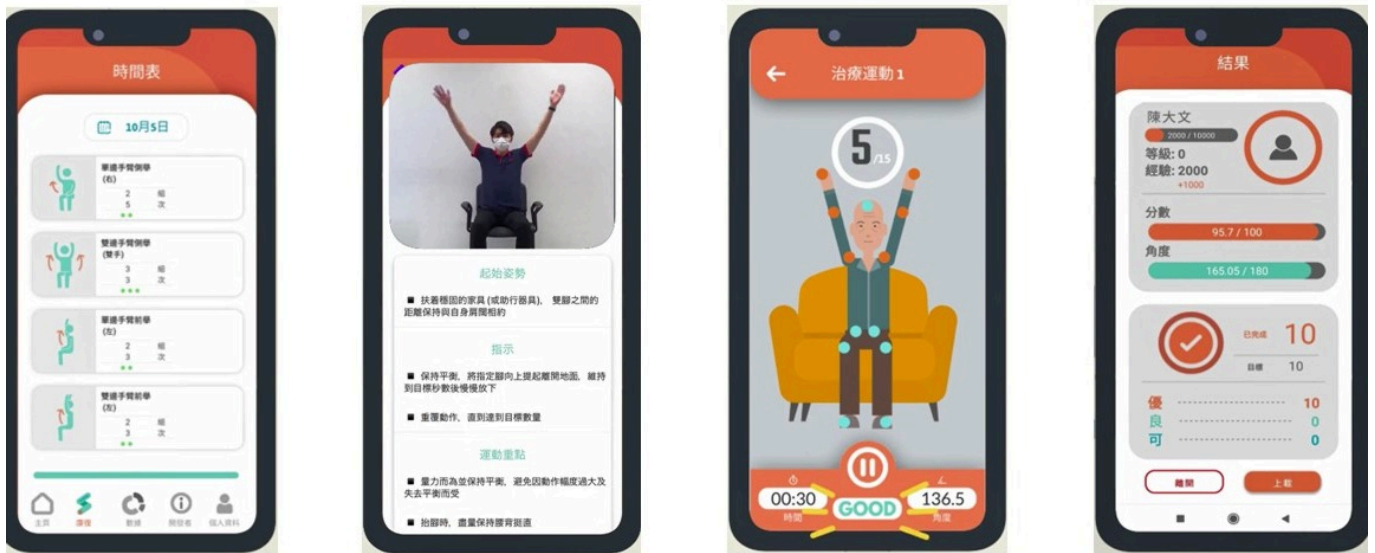 時間表
10月5日
單邊手臂側舉
(右)
2 組
5 次
雙邊手臂側舉
(雙手)
3 組
3 次
單邊手臂前舉
(左)
2 組
3 次
雙邊手臂前舉
(左)
2 組
3 次
主頁
復健
數據
開發者
個人資料
起始姿勢
■ 扶着穩固的家具 (或助行器具), 雙腳之間的
距離保持與自身肩闊相約
指示
■ 保持平衡, 將指定腳向上提起離開地面, 維持
到目標秒數後慢慢放下
■ 重覆動作, 直到達到目標數量
運動重點
■ 量力而為並保持平衡, 避免因動作幅度過大及
失去平衡而受
■ 抬腳時, 盡量保持腰背挺直
治療運動 1
5/15
00:30
時間
GOOD
136.5
角度
結果
陳大文
2000 / 10000
等級: 0
經驗: 2000
+1000
分數
95.7 / 100
角度
165.05 / 180
已完成 10
目標 10
優 10
良 0
可 0
離開
上載